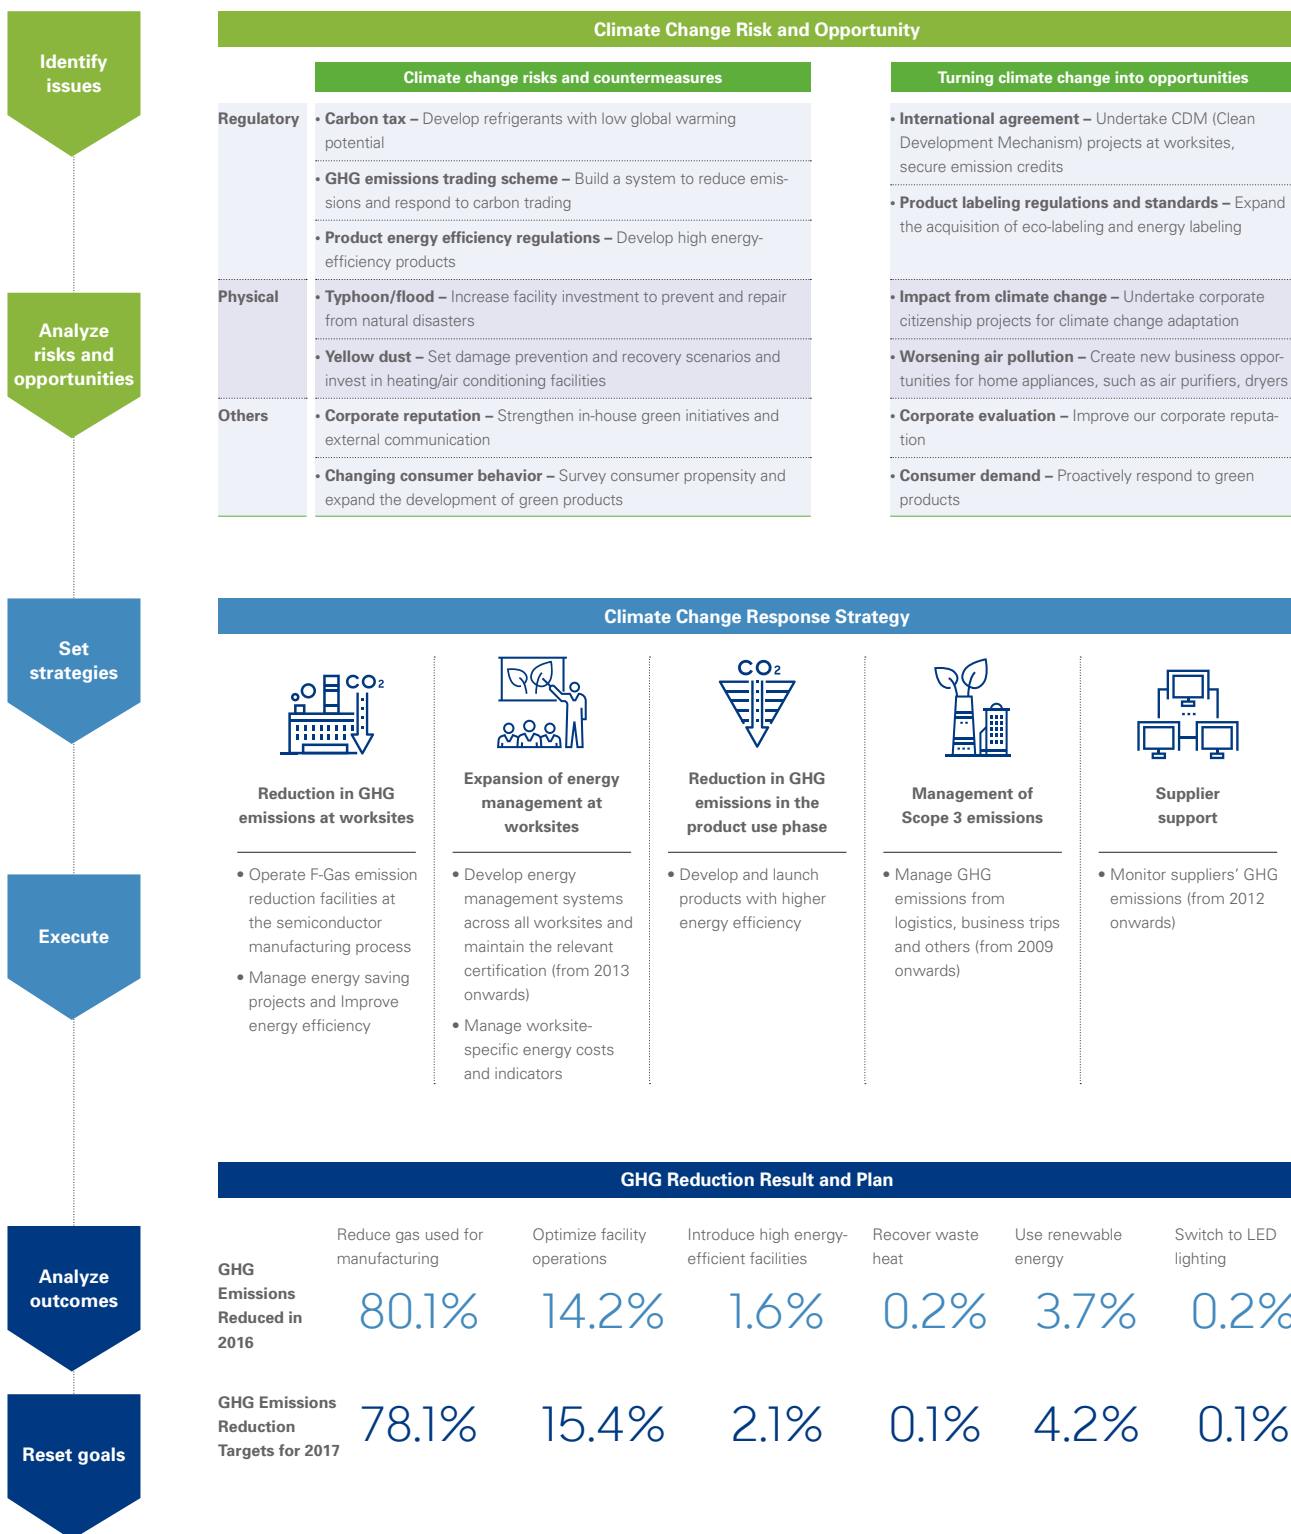 Identify
issues
Analyze
risks and
opportunities
Set
strategies
Execute
Analyze
outcomes
Reset goals
Climate Change Risk and Opportunity
Climate change risks and countermeasures
Turning climate change into opportunities
Regulatory
• Carbon tax – Develop refrigerants with low global warming
potential
• GHG emissions trading scheme – Build a system to reduce emis-
sions and respond to carbon trading
• Product energy efficiency regulations – Develop high energy-
efficiency products
• International agreement – Undertake CDM (Clean
Development Mechanism) projects at worksites,
secure emission credits
• Product labeling regulations and standards – Expand
the acquisition of eco-labeling and energy labeling
Physical
• Typhoon/flood – Increase facility investment to prevent and repair
from natural disasters
• Yellow dust – Set damage prevention and recovery scenarios and
invest in heating/air conditioning facilities
• Impact from climate change – Undertake corporate
citizenship projects for climate change adaptation
• Worsening air pollution – Create new business oppor-
tunities for home appliances, such as air purifiers, dryers
Others
• Corporate reputation – Strengthen in-house green initiatives and
external communication
• Changing consumer behavior – Survey consumer propensity and
expand the development of green products
• Corporate evaluation – Improve our corporate reputa-
tion
• Consumer demand – Proactively respond to green
products
Climate Change Response Strategy
CO2
Reduction in GHG
emissions at worksites
• Operate F-Gas emission
reduction facilities at
the semiconductor
manufacturing process
• Manage energy saving
projects and Improve
energy efficiency
Expansion of energy
management at
worksites
• Develop energy
management systems
across all worksites and
maintain the relevant
certification (from 2013
onwards)
• Manage worksite-
specific energy costs
and indicators
CO2
Reduction in GHG
emissions in the
product use phase
• Develop and launch
products with higher
energy efficiency
Management of
Scope 3 emissions
• Manage GHG
emissions from
logistics, business trips
and others (from 2009
onwards)
Supplier
support
• Monitor suppliers' GHG
emissions (from 2012
onwards)
GHG Reduction Result and Plan
Reduce gas used for
manufacturing
Optimize facility
operations
Introduce high energy-
efficient facilities
Recover waste
heat
Use renewable
energy
Switch to LED
lighting
GHG
Emissions
Reduced in
2016
80.1% 14.2% 1.6% 0.2% 3.7% 0.2%
GHG Emissions
Reduction
Targets for 2017
78.1% 15.4% 2.1% 0.1% 4.2% 0.1%